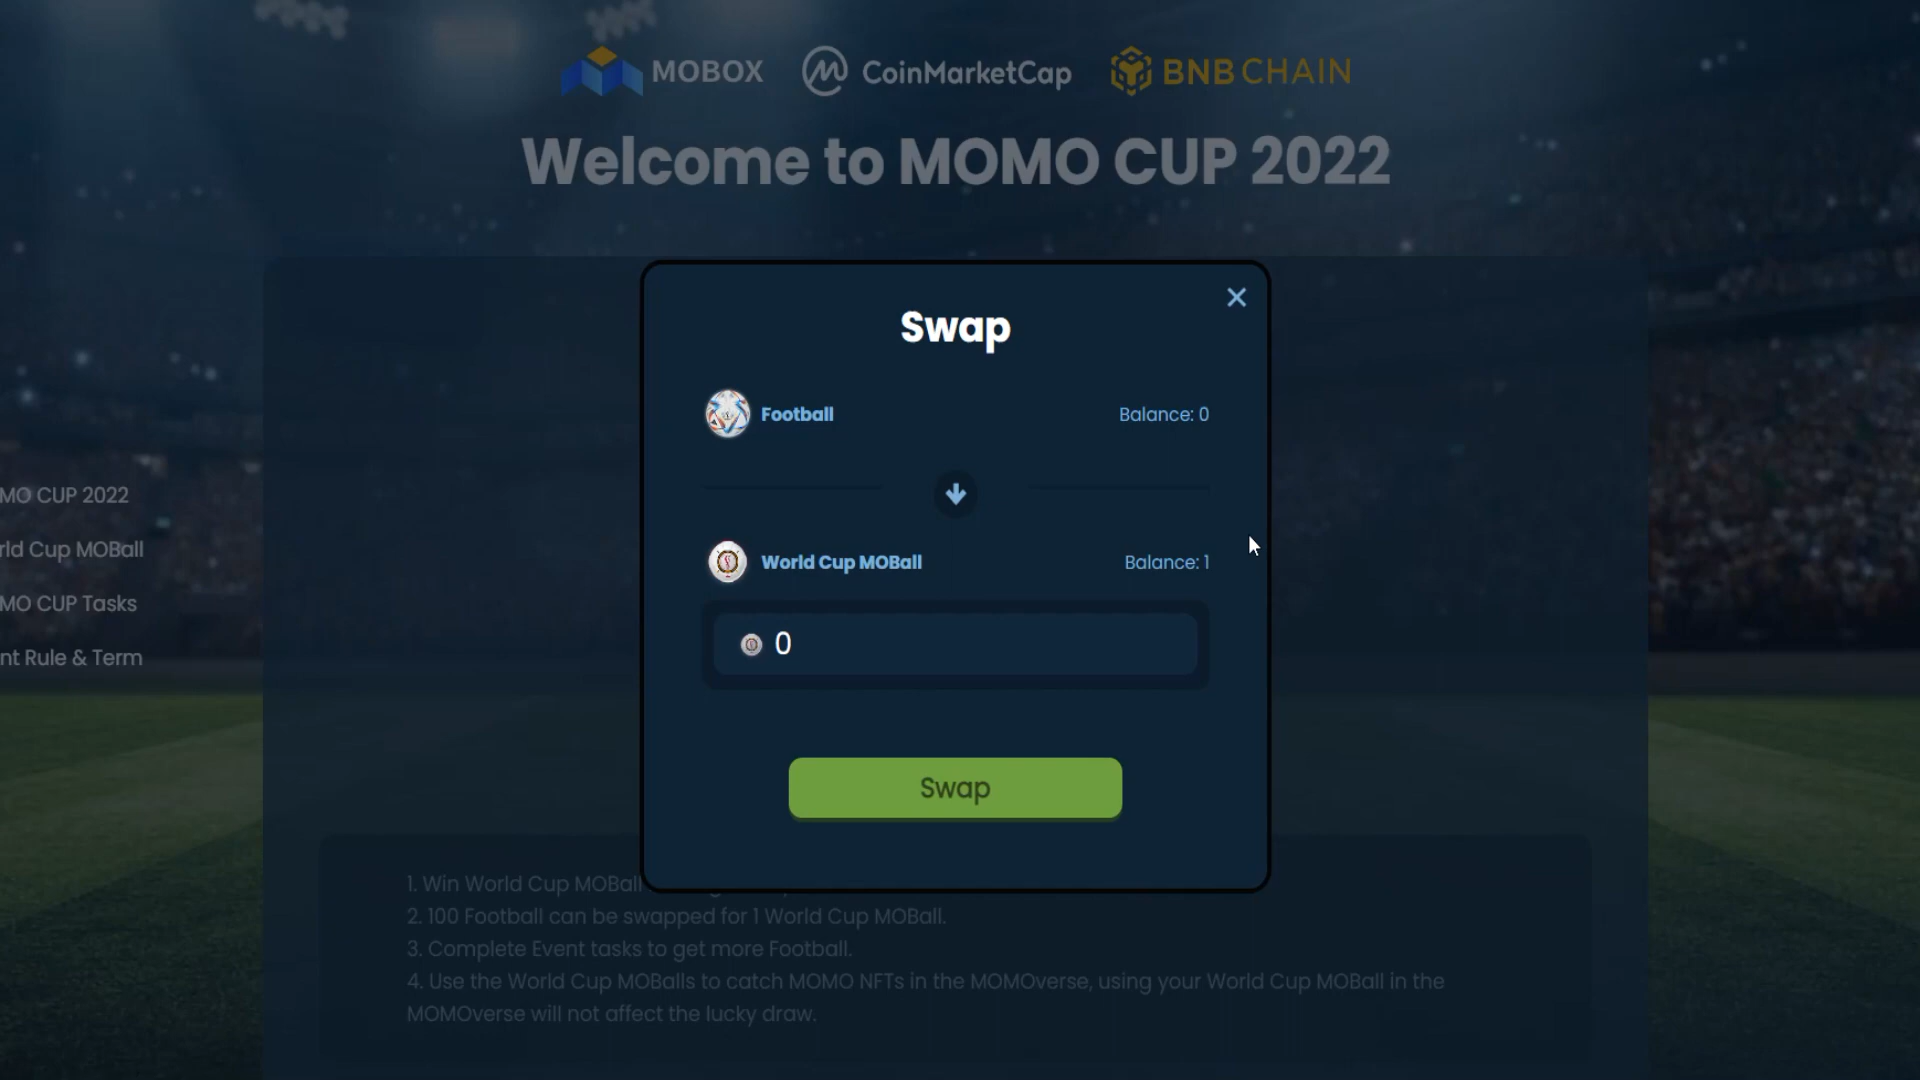 MOBOX CoinMarketCap BNB CHAIN
Welcome to MOMO CUP 2022
Swap
Football Balance: 0
World Cup MOBall Balance: 1
0
Swap
MO CUP 2022
rld Cup MOBall
MO CUP Tasks
nt Rule & Term
1. Win World Cup MOBall
2. 100 Football can be swapped for 1 World Cup MOBall.
3. Complete Event tasks to get more Football.
4. Use the World Cup MOBalls to catch MOMO NFTs in the MOMOverse, using your World Cup MOBall in the
MOMOverse will not affect the lucky draw.